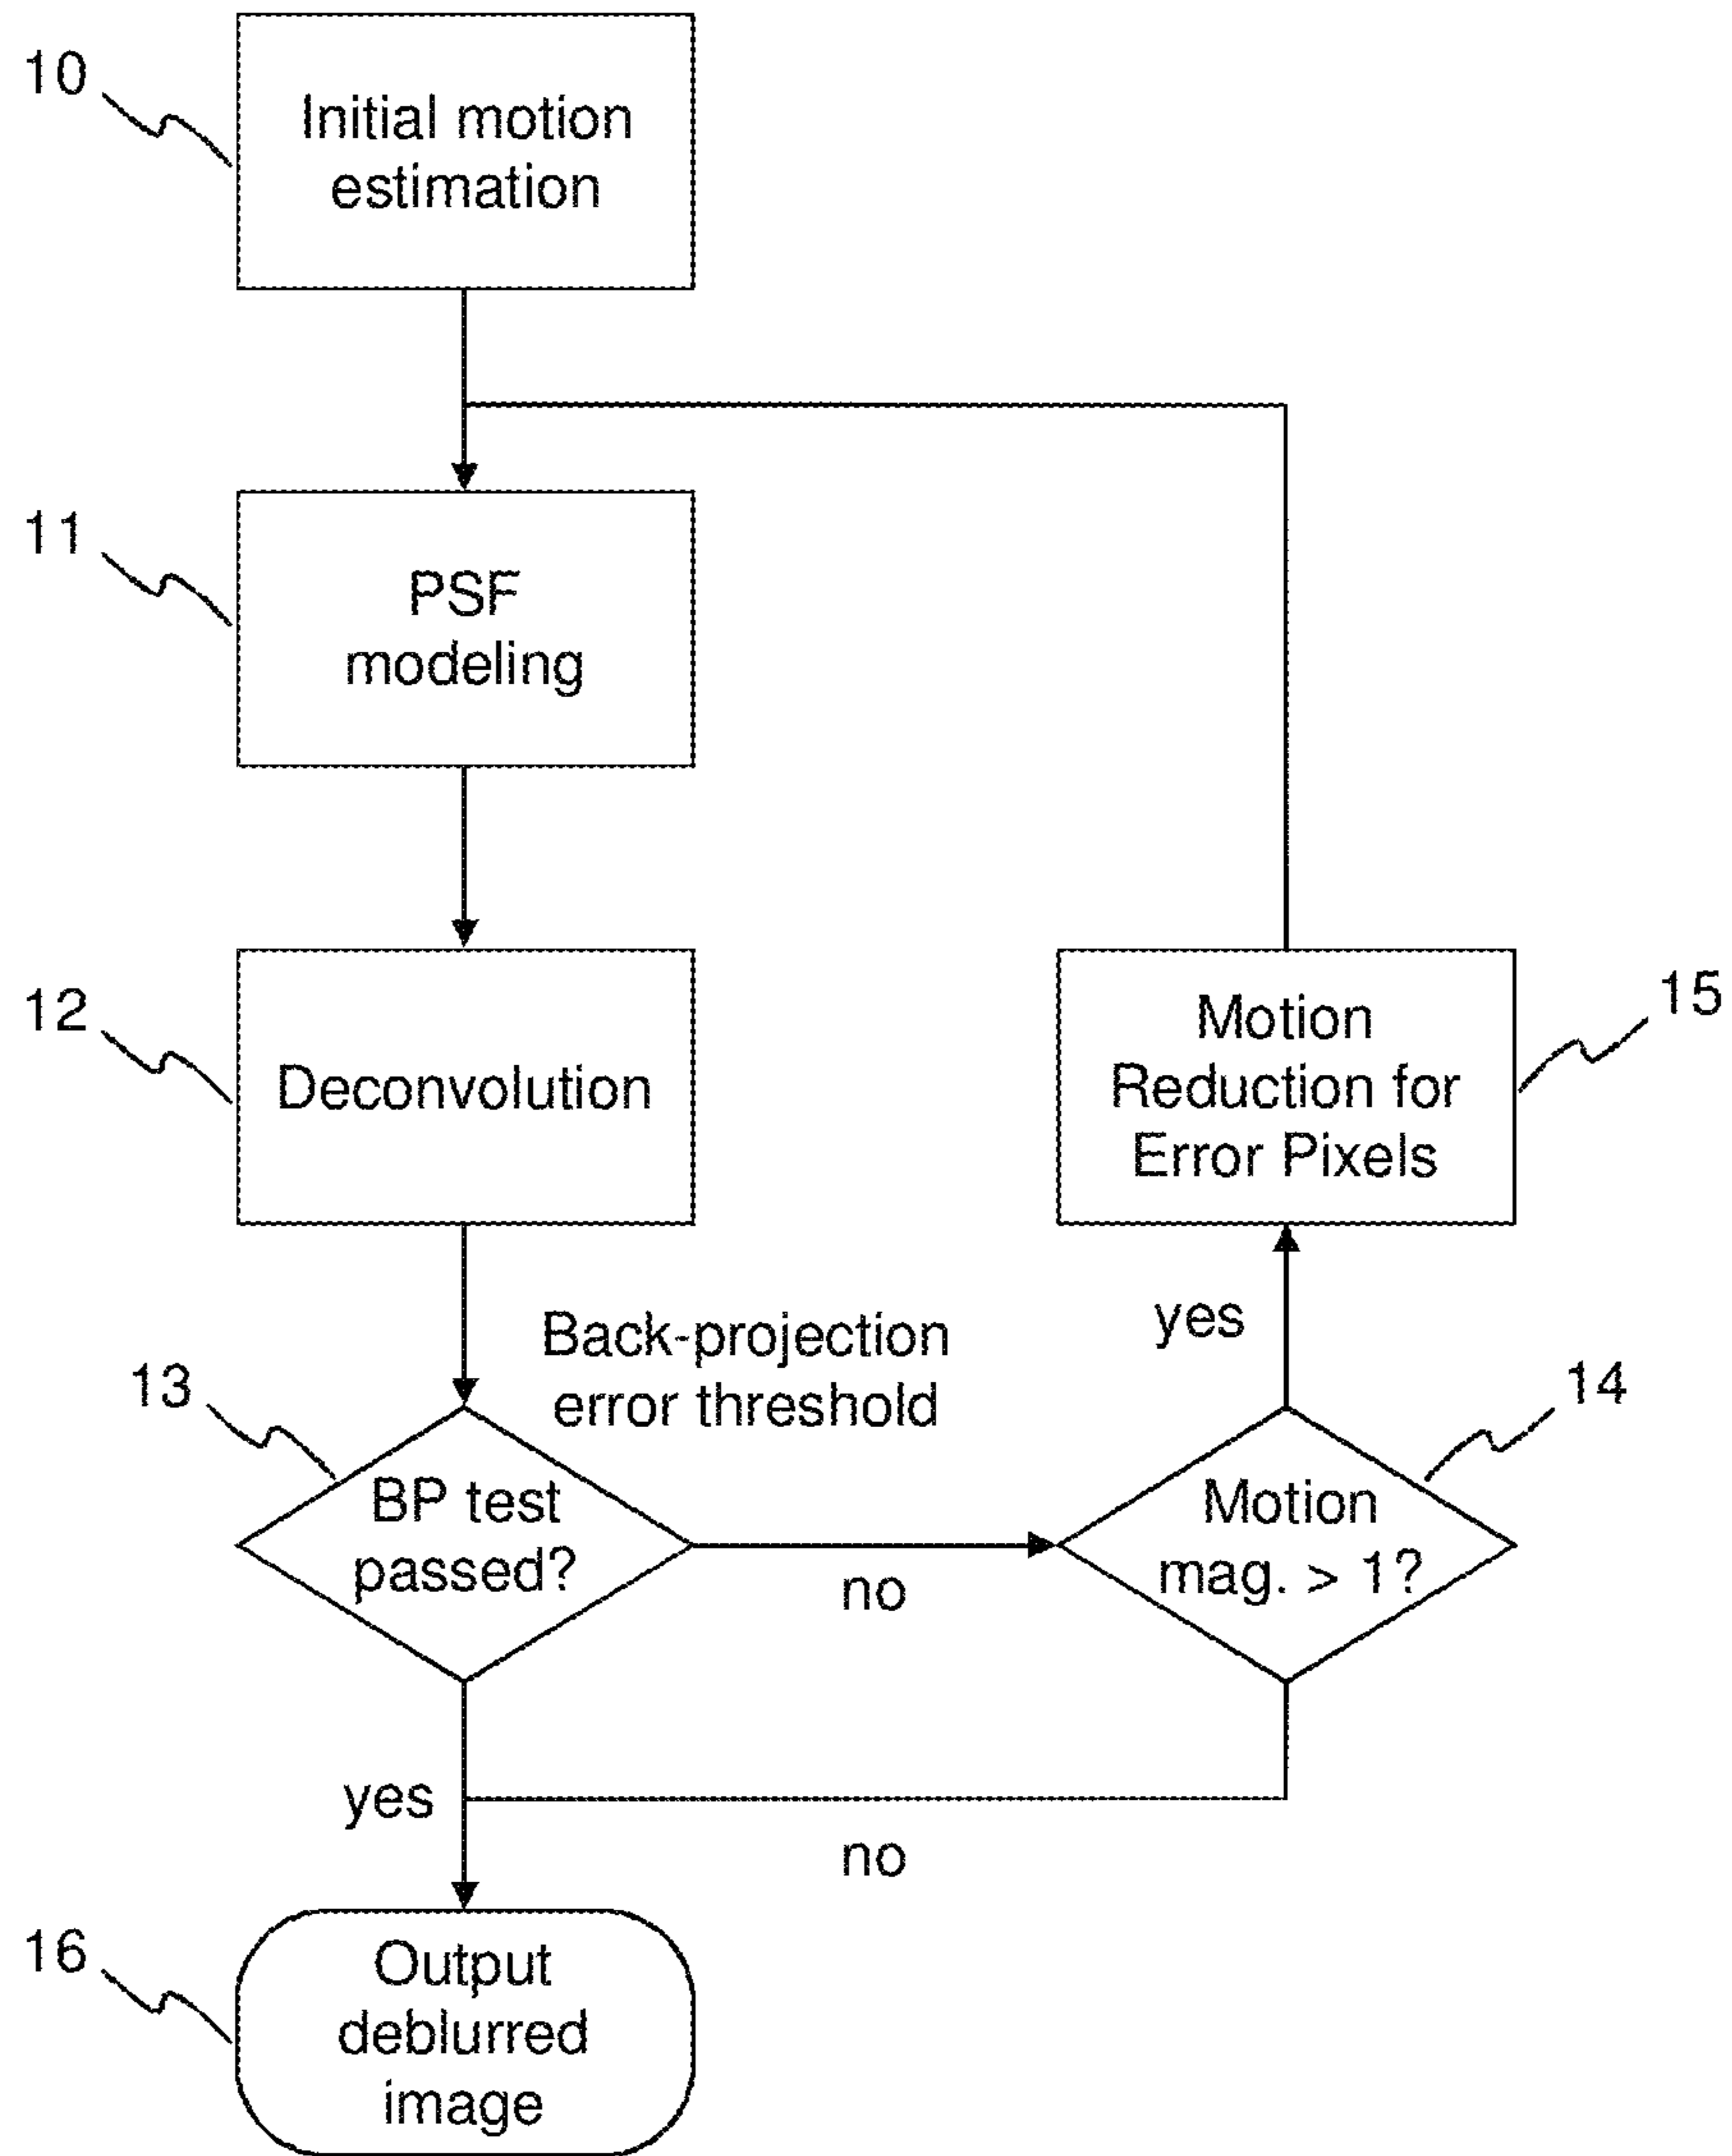 10
Initial motion
estimation
11
PSF
modeling
12
Deconvolution
15
Motion
Reduction for
Error Pixels
Back-projection
error threshold
yes
13
BP test
passed?
no
14
Motion
mag. > 1?
yes
no
16
Output
deblurred
image